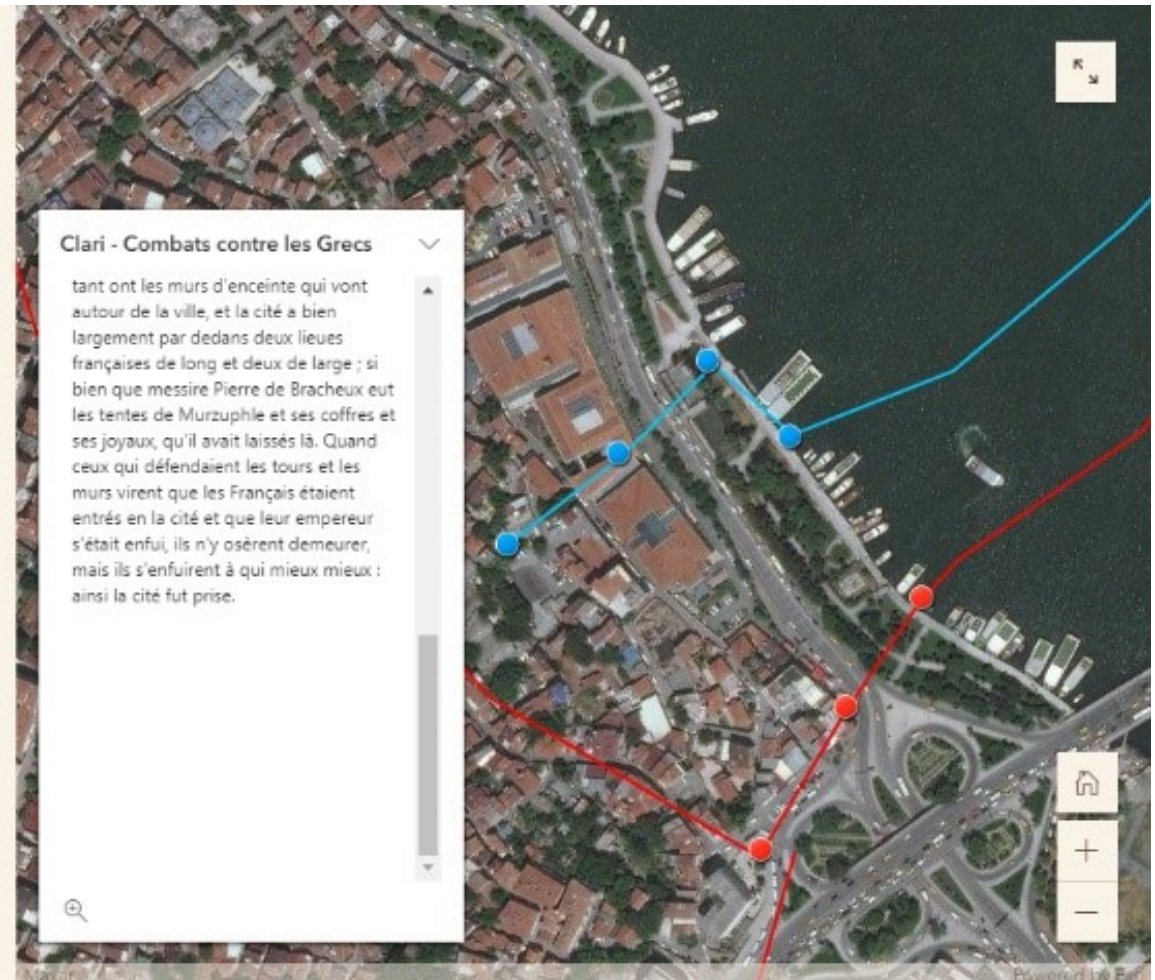 Clari - Combats contre les Grecs
tant ont les murs d'enceinte qui vont
autour de la ville, et la cité a bien
largement par dedans deux lieues
françaises de long et deux de large ; si
bien que messire Pierre de Bracheux eut
les tentes de Murzuphle et ses coffres et
ses joyaux, qu'il avait laissés là. Quand
ceux qui défendaient les tours et les
murs virent que les Français étaient
entrés en la cité et que leur empereur
s'était enfui, ils n'y osèrent demeurer,
mais ils s'enfuirent à qui mieux mieux :
ainsi la cité fut prise.